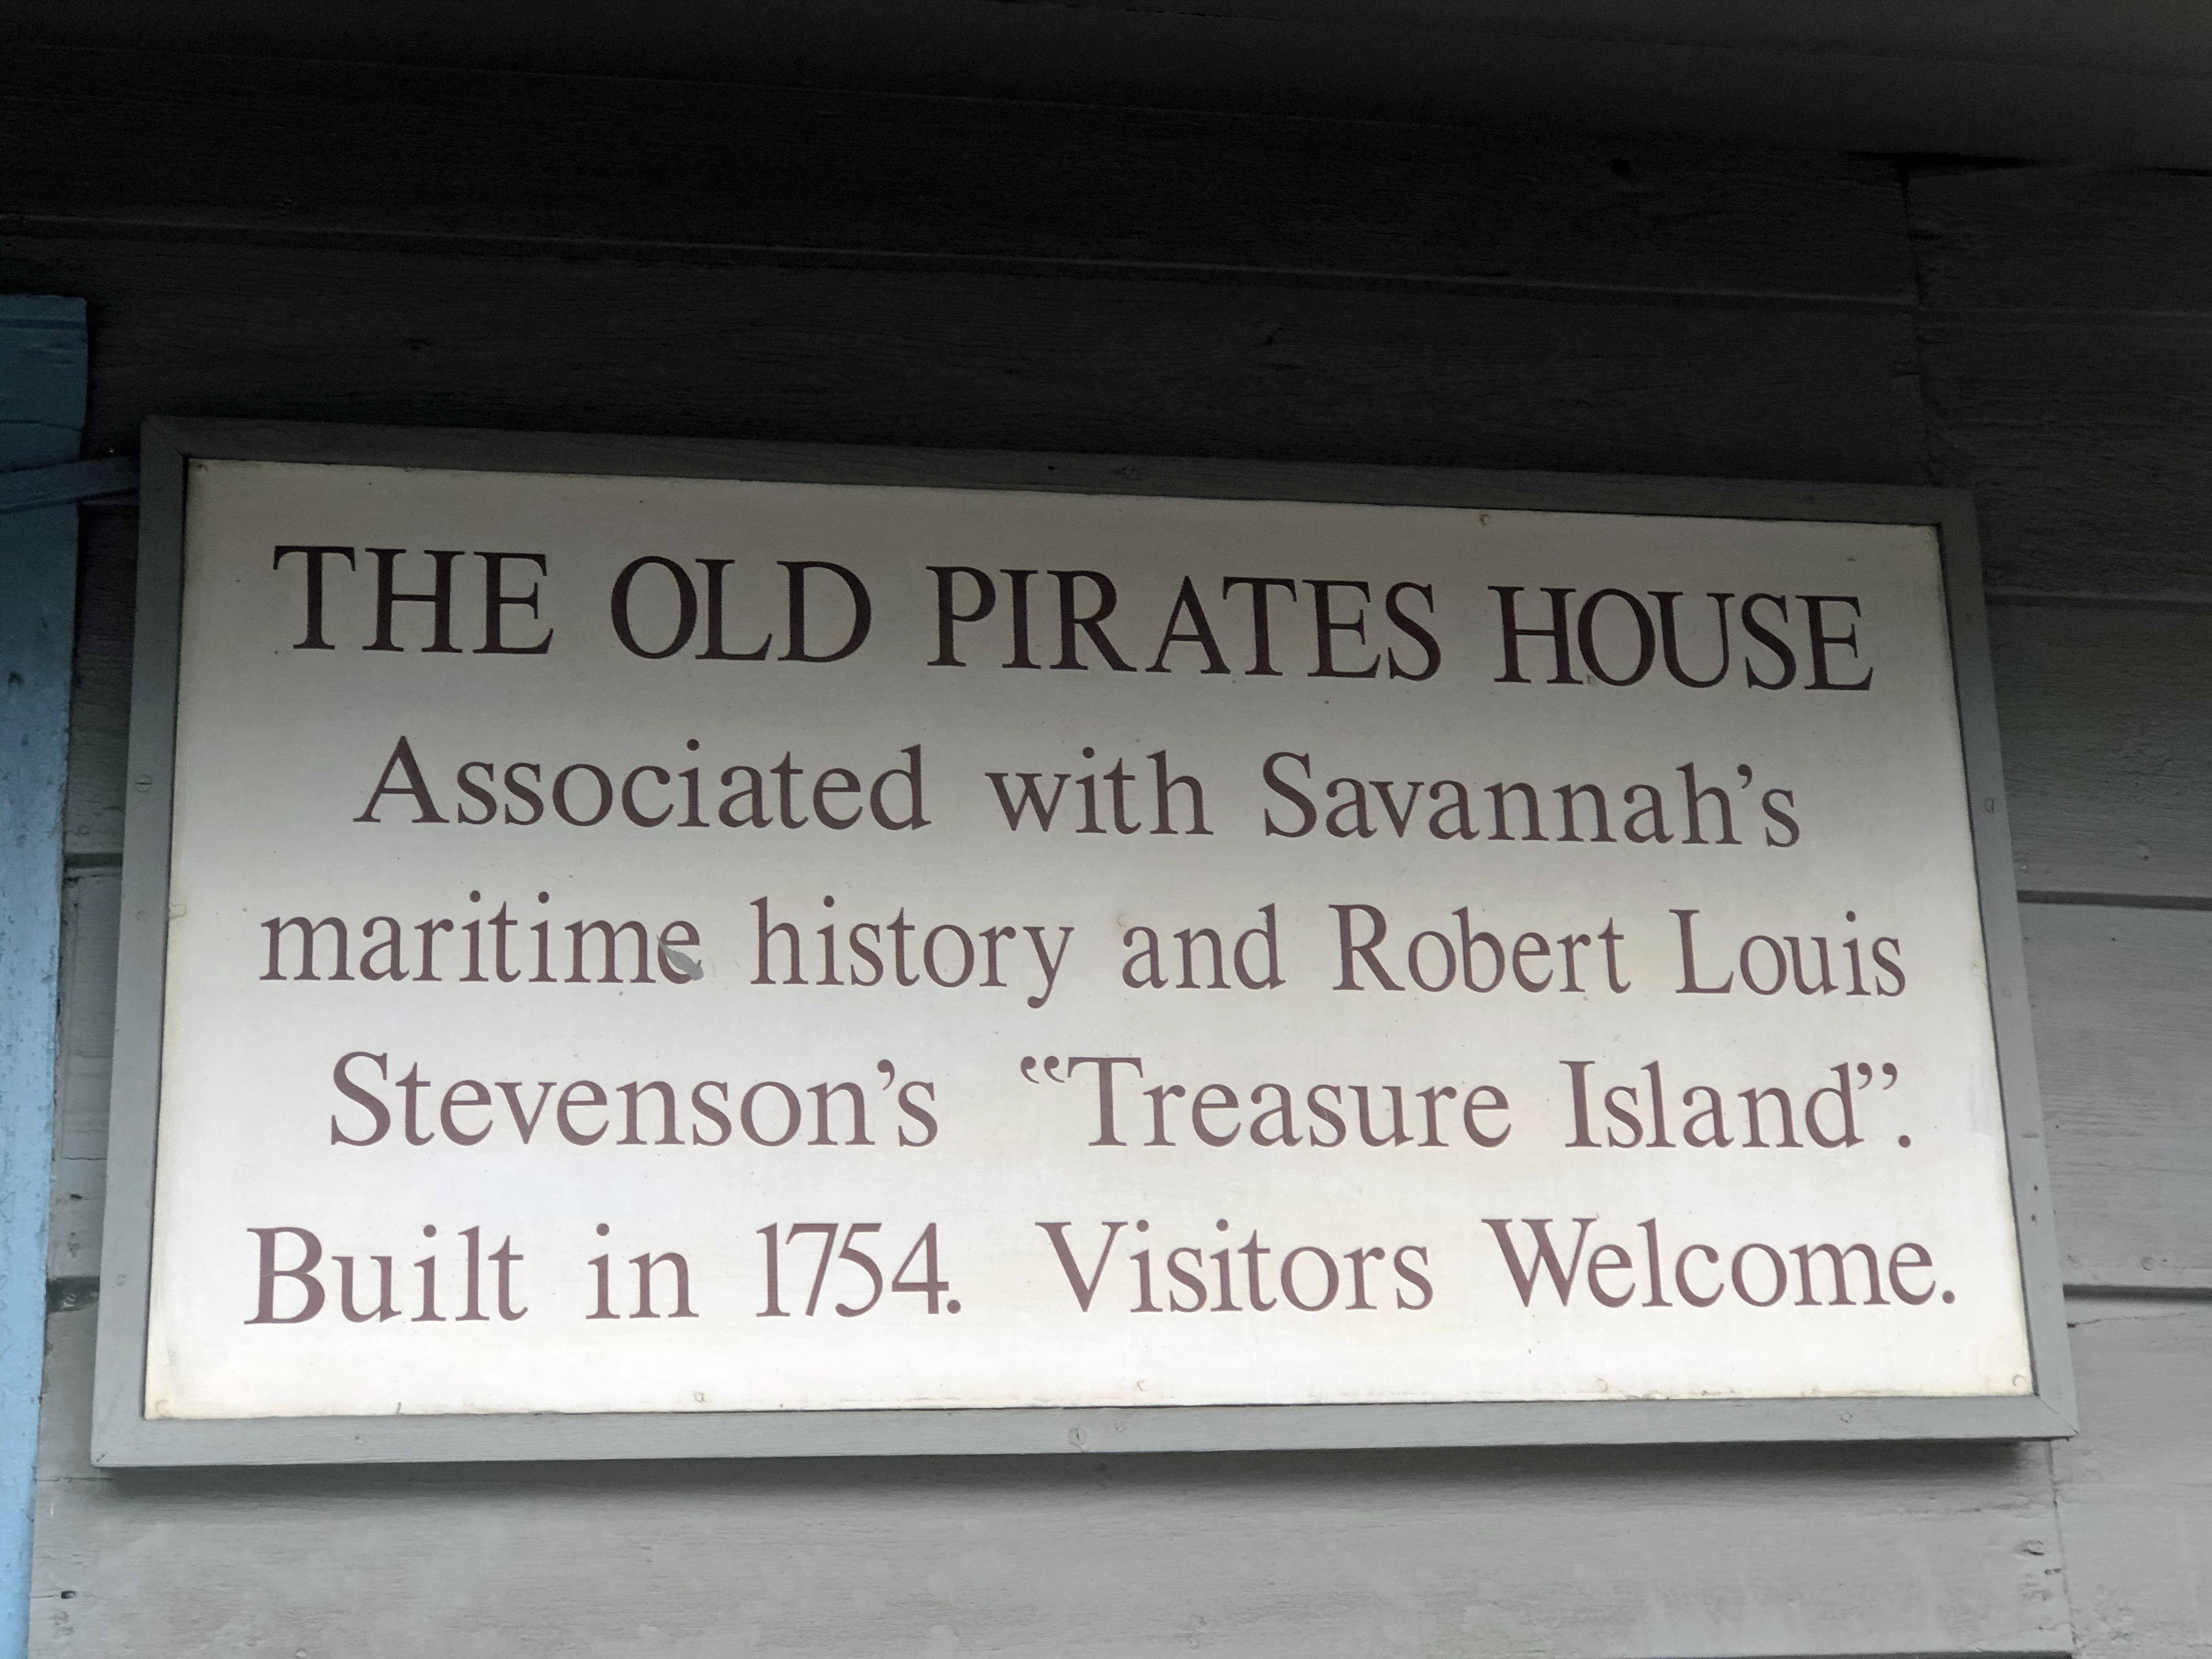 THE OLD PIRATES HOUSE
Associated with Savannah's
maritime history and Robert Louis
Stevenson's “Treasure Island”.
Built in 1754. Visitors Welcome.